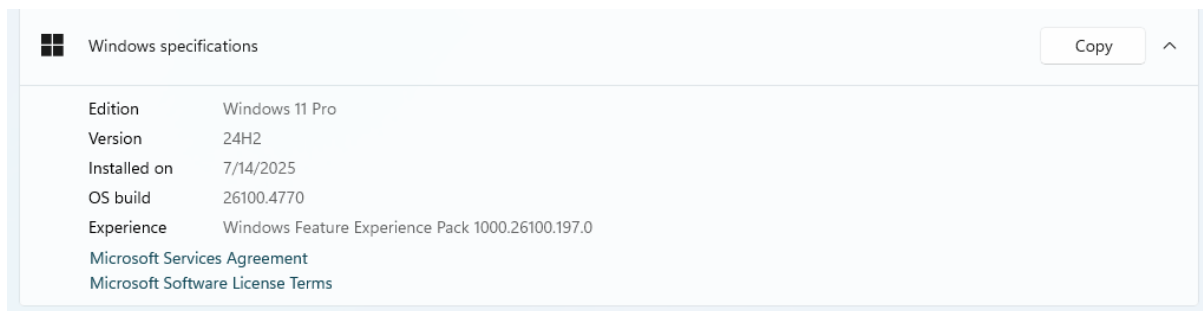 Windows specifications Copy
Edition Windows 11 Pro
Version 24H2
Installed on 7/14/2025
OS build 26100.4770
Experience Windows Feature Experience Pack 1000.26100.197.0
Microsoft Services Agreement
Microsoft Software License Terms